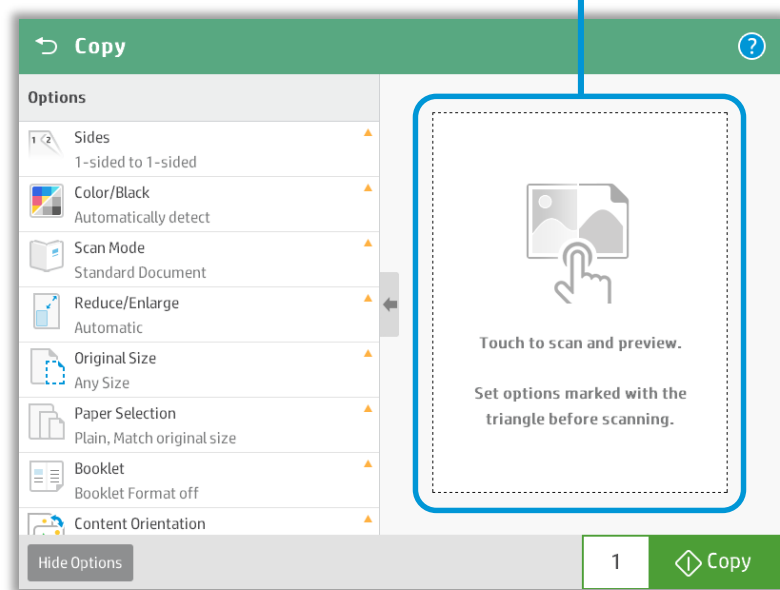 Copy
?
Options
1 2
Sides
1-sided to 1-sided
Color/Black
Automatically detect
Scan Mode
Standard Document
Reduce/Enlarge
Automatic
Original Size
Any Size
Paper Selection
Plain, Match original size
Booklet
Booklet Format off
Content Orientation
Touch to scan and preview.
Set options marked with the
triangle before scanning.
Hide Options
1
Copy